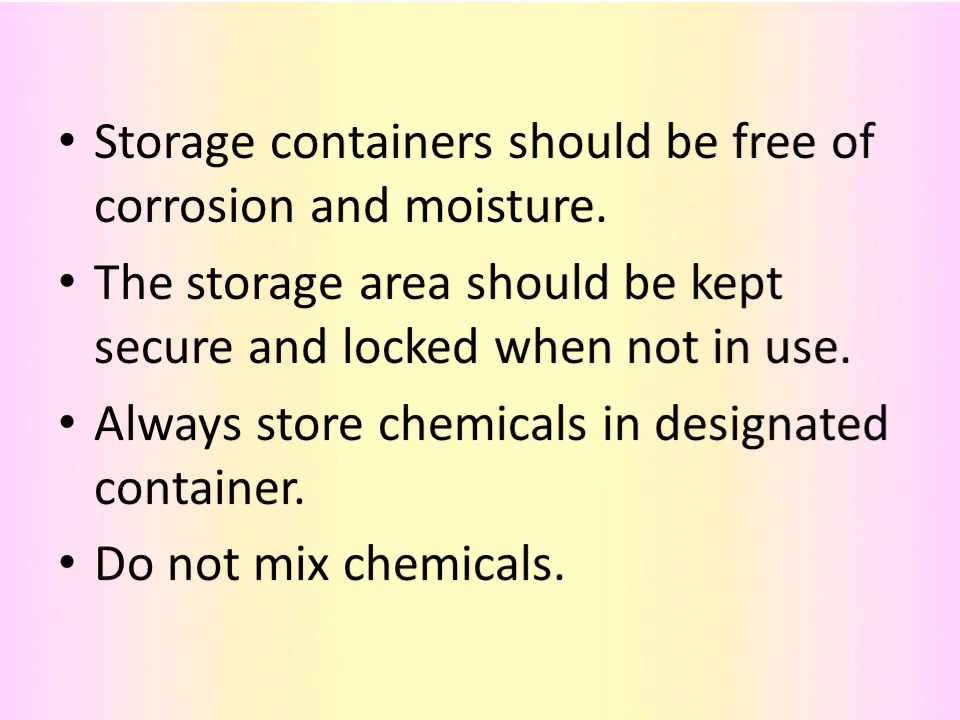 • Storage containers should be free of
corrosion and moisture.
• The storage area should be kept
secure and locked when not in use.
• Always store chemicals in designated
container.
• Do not mix chemicals.